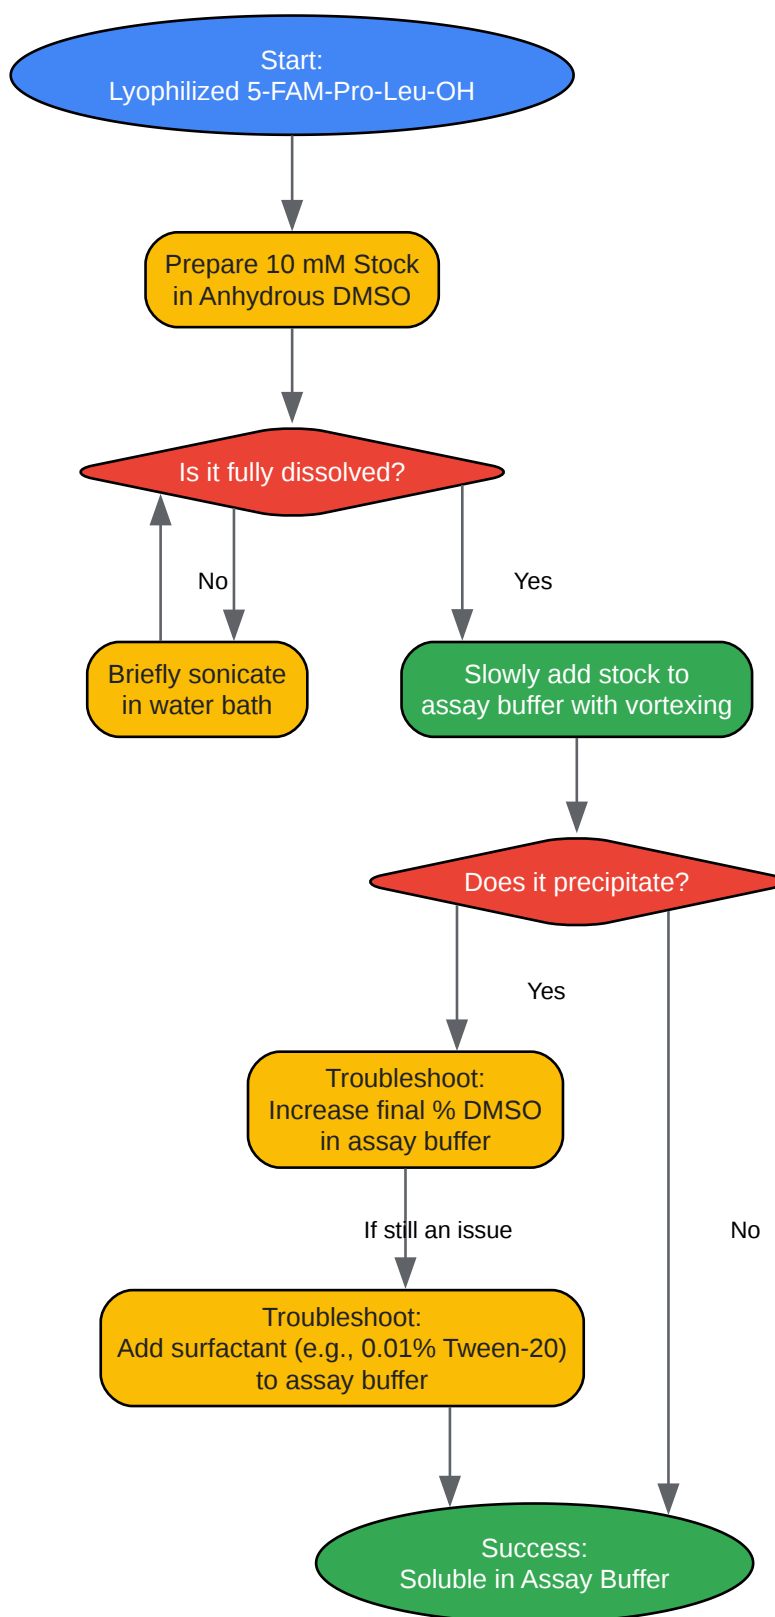 Start:
Lyophilized 5-FAM-Pro-Leu-OH
Prepare 10 mM Stock
in Anhydrous DMSO
Is it fully dissolved?
No
Yes
Briefly sonicate
in water bath
Slowly add stock to
assay buffer with vortexing
Does it precipitate?
Yes
Troubleshoot:
Increase final % DMSO
in assay buffer
If still an issue
No
Troubleshoot:
Add surfactant (e.g., 0.01% Tween-20)
to assay buffer
Success:
Soluble in Assay Buffer